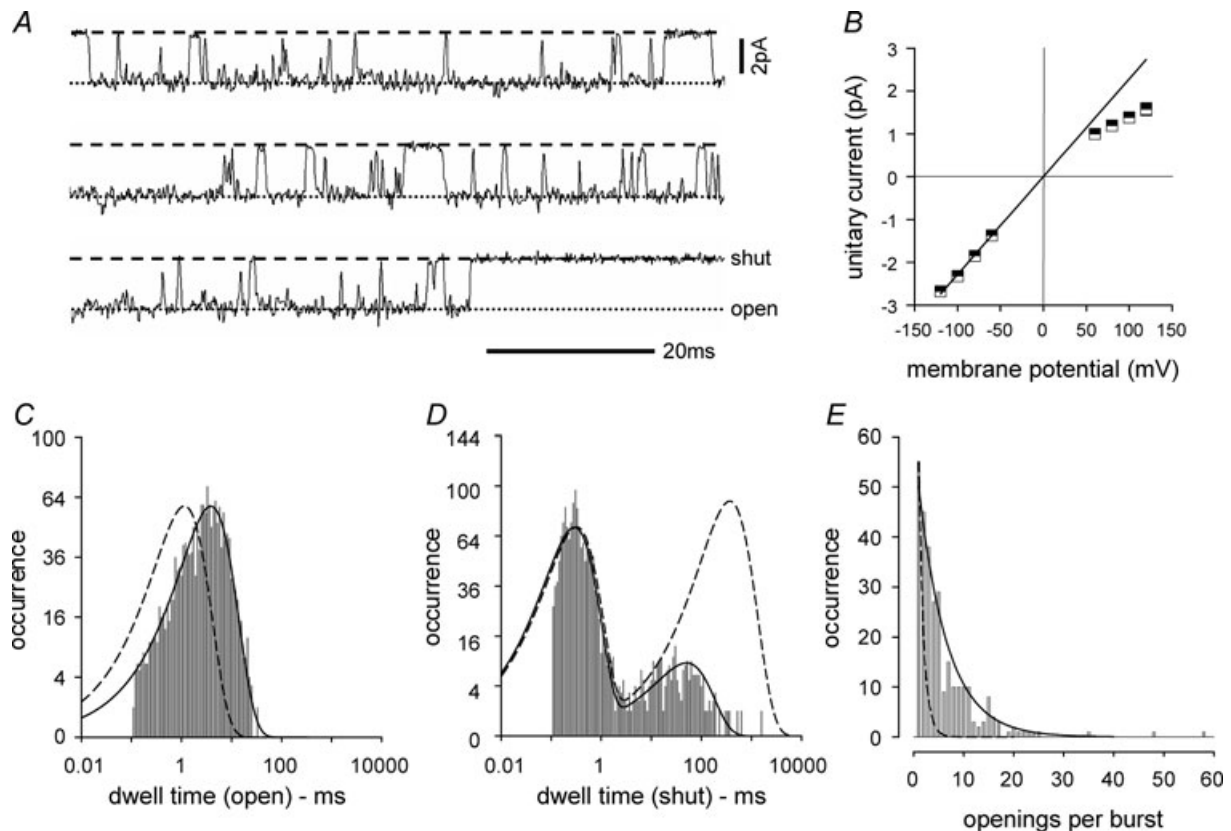 A
2pA
shut
open
20ms
B
unitary current (pA)
3
2
1
0
-1
-2
-3
-150 -100 -50 0 50 100 150
membrane potential (mV)
C
occurrence
100
64
36
16
4
0
0.01 1 100 10000
dwell time (open) - ms
D
occurrence
144
100
64
36
16
4
0
0.01 1 100 10000
dwell time (shut) - ms
E
occurrence
60
50
40
30
20
10
0
0 10 20 30 40 50 60
openings per burst